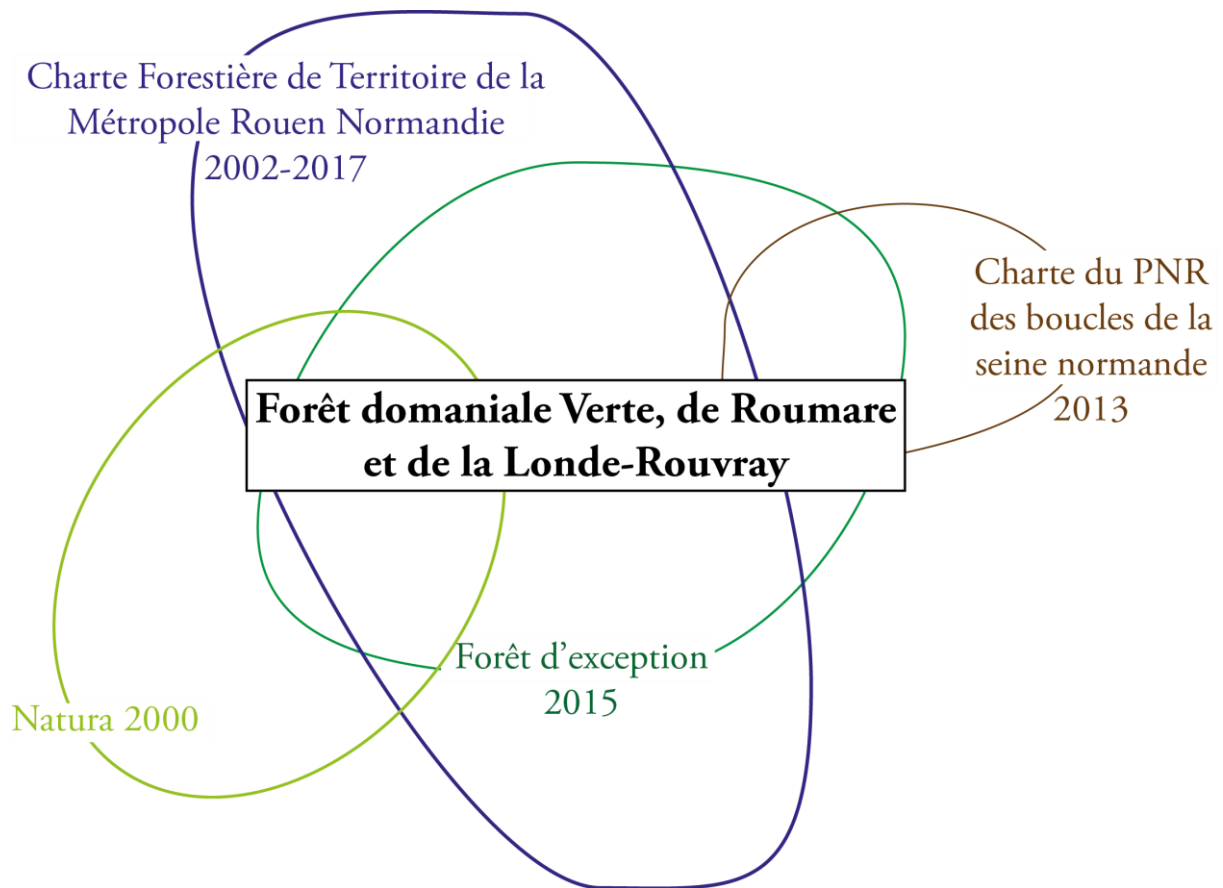 Charte Forestière de Territoire de la
Métropole Rouen Normandie
2002-2017
Charte du PNR
des boucles de la
seine normande
2013
Forêt domaniale Verte, de Roumare
et de la Londe-Rouvray
Forêt d’exception
2015
Natura 2000